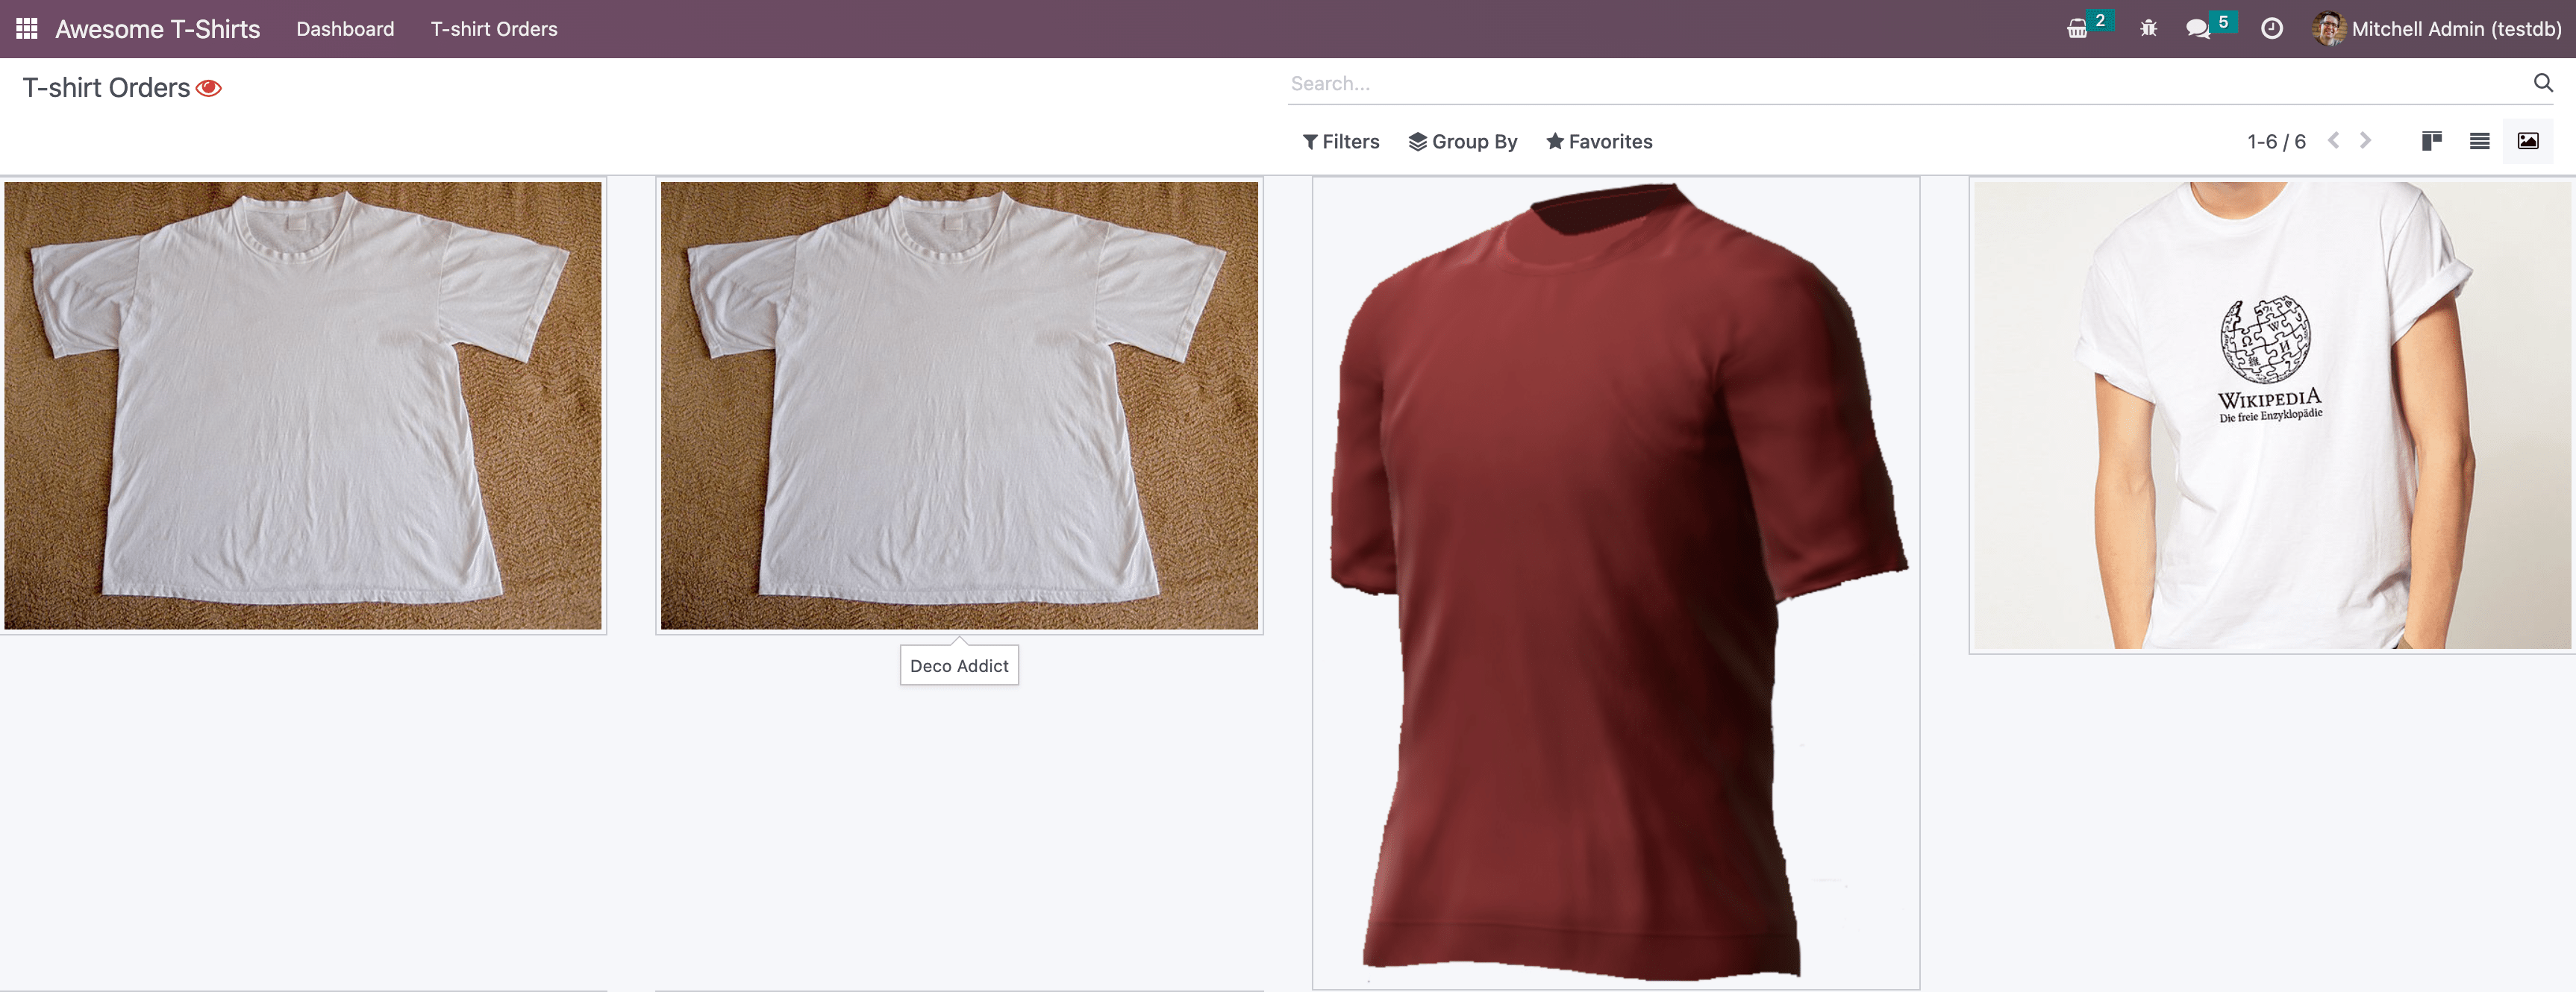 Awesome T-Shirts Dashboard T-shirt Orders 2 5 Mitchell Admin (testdb)
T-shirt Orders Search...
Filters Group By Favorites 1-6 / 6
WIKIPEDIA
Die freie Enzyklopädie
Deco Addict